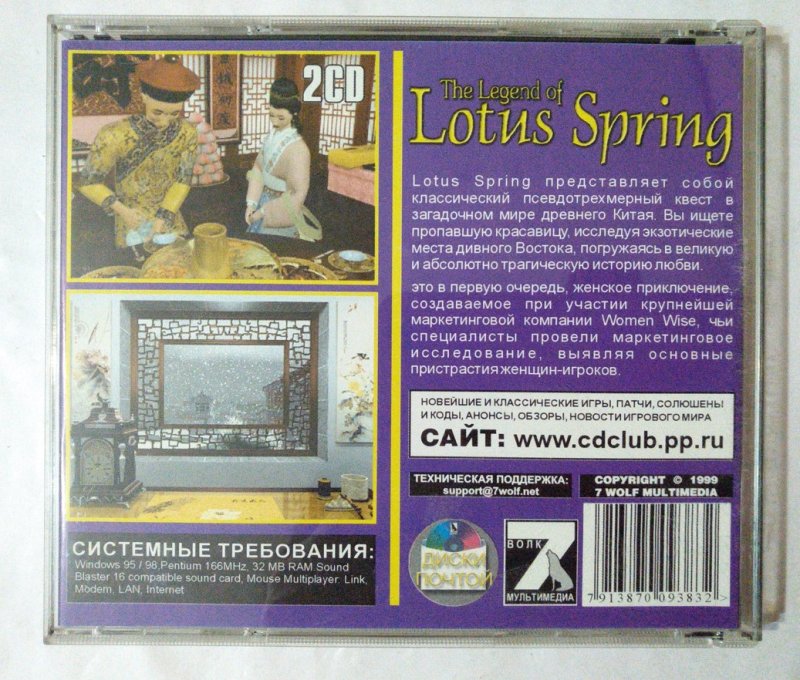 2CD
The Legend of
Lotus Spring
Lotus Spring представляет собой
классический псевдотрехмерный квест в
загадочном мире древнего Китая. Вы ищете
пропавшую красавицу, исследуя экзотические
места дивного Востока, погружаясь в великую
и абсолютно трагическую историю любви.
это в первую очередь, женское приключение,
создаваемое при участии крупнейшей
маркетинговой компании Women Wise, чьи
специалисты провели маркетинговое
исследование, выявляя основные
пристрастия женщин-игроков.
НОВЕЙШИЕ И КЛАССИЧЕСКИЕ ИГРЫ, ПАТЧИ, СОЛЮШЕНЫ
И КОДЫ, АНОНСЫ, ОБЗОРЫ, НОВОСТИ ИГРОВОГО МИРА
САЙТ: www.cdclub.pp.ru
ТЕХНИЧЕСКАЯ ПОДДЕРЖКА:
support@7wolf.net
COPYRIGHT © 1999
7 WOLF MULTIMEDIA
СИСТЕМНЫЕ ТРЕБОВАНИЯ:
Windows 95 / 98,Pentium 166MHz, 32 MB RAM.Sound
Blaster 16 compatible sound card, Mouse Multiplayer. Link,
Modem, LAN, Internet
ДИСКИ
ПОЧТОЙ
ВОЛК
7
МУЛЬТИМЕДИА
7 913870 093832 >